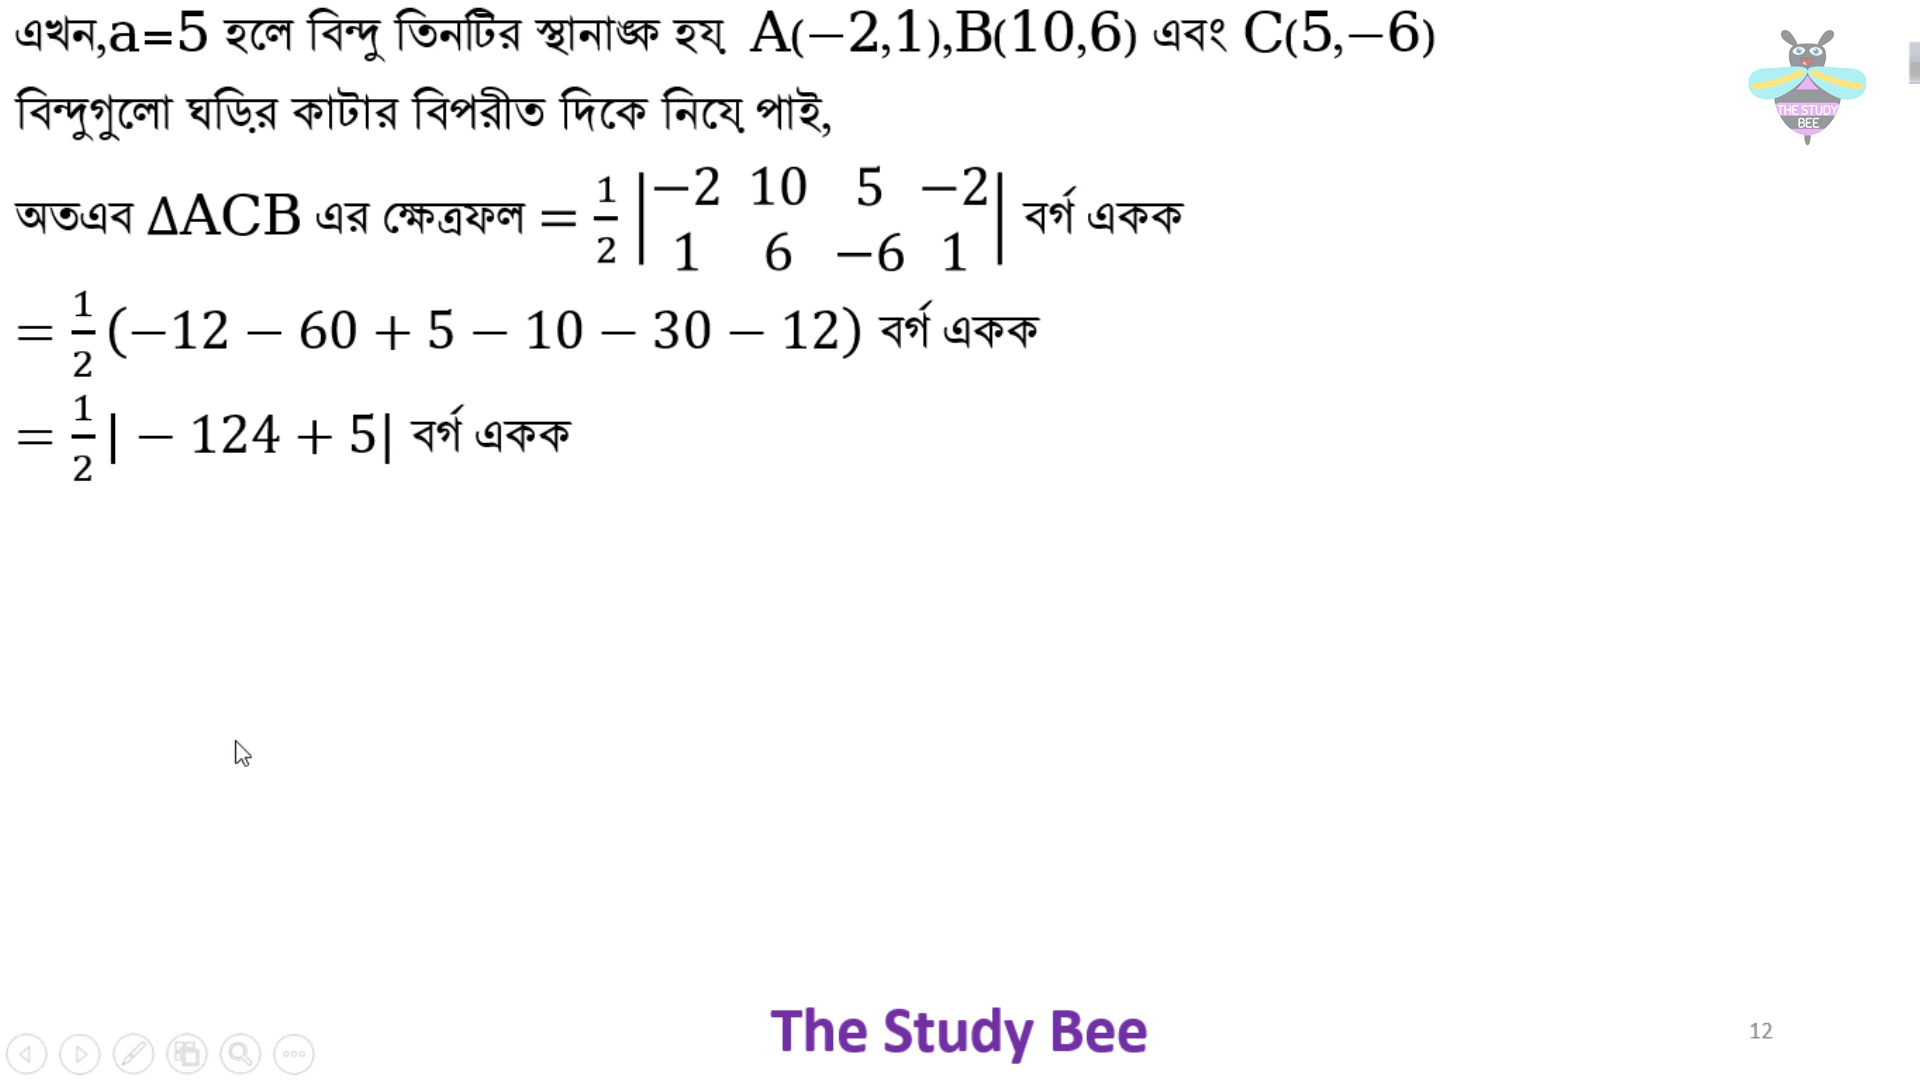 এখন,a=5 হলে বিন্দু তিনটির স্থানাঙ্ক হয় A(−2,1),B(10,6) এবং C(5,−6)
THE STUDY
BEE
বিন্দুগুলো ঘড়ির কাটার বিপরীত দিকে নিয়ে পাই,
অতএব ∆ACB এর ক্ষেত্রফল = 1/2 |−2 10 5 −2| বর্গ একক
1 6 −6 1
= 1/2 (−12 − 60 + 5 − 10 − 30 − 12) বর্গ একক
= 1/2 | − 124 + 5| বর্গ একক
The Study Bee
12